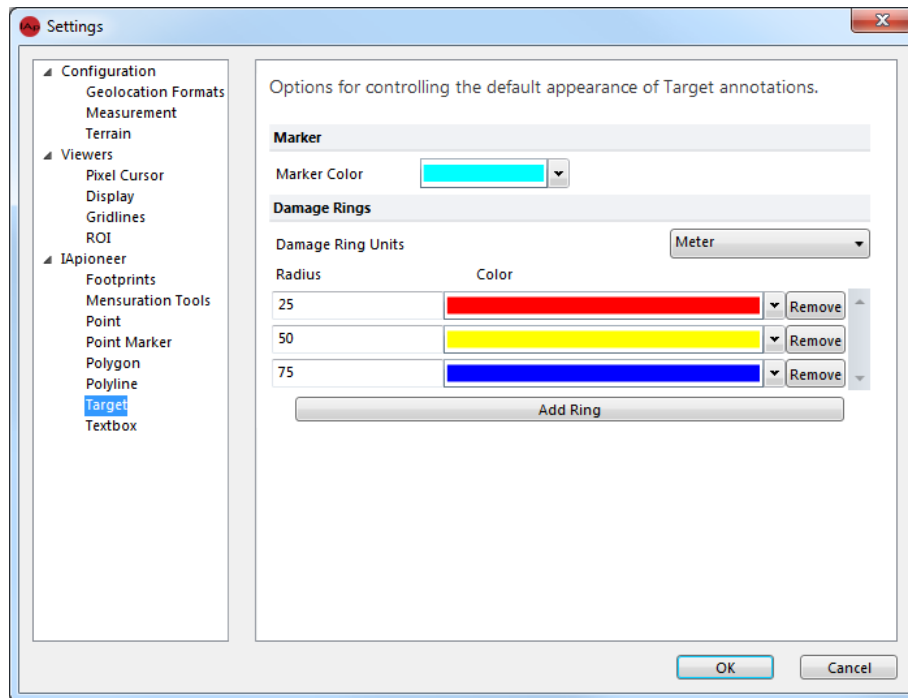 IAp Settings
Configuration
Geolocation Formats
Measurement
Terrain
Viewers
Pixel Cursor
Display
Gridlines
ROI
IApioneer
Footprints
Mensuration Tools
Point
Point Marker
Polygon
Polyline
Target
Textbox
Options for controlling the default appearance of Target annotations.
Marker
Marker Color
Damage Rings
Damage Ring Units Meter
Radius Color
25 Remove
50 Remove
75 Remove
Add Ring
OK Cancel